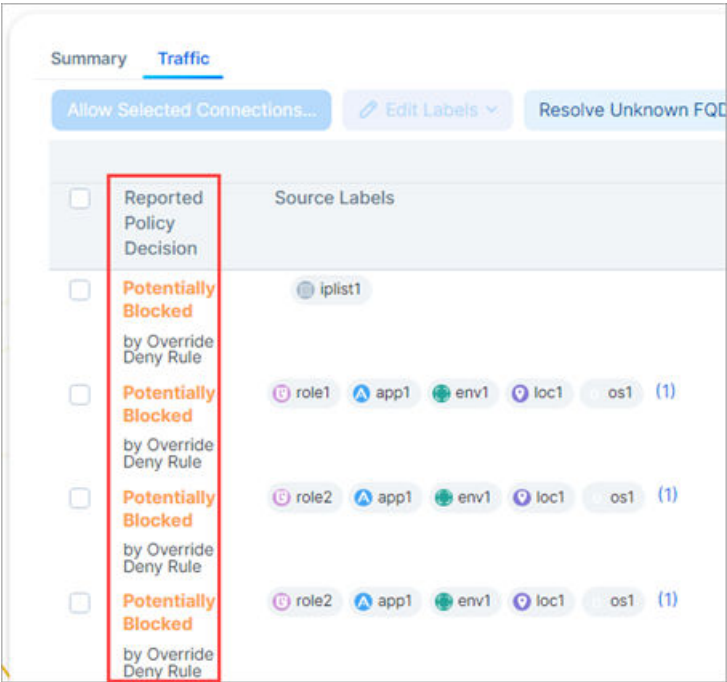 Summary Traffic
Allow Selected Connections... Edit Labels Resolve Unknown FQD
Reported Source Labels
Policy
Decision
Potentially iplist1
Blocked
by Override
Deny Rule
Potentially role1 app1 env1 loc1 os1 (1)
Blocked
by Override
Deny Rule
Potentially role2 app1 env1 loc1 os1 (1)
Blocked
by Override
Deny Rule
Potentially role2 app1 env1 loc1 os1 (1)
Blocked
by Override
Deny Rule